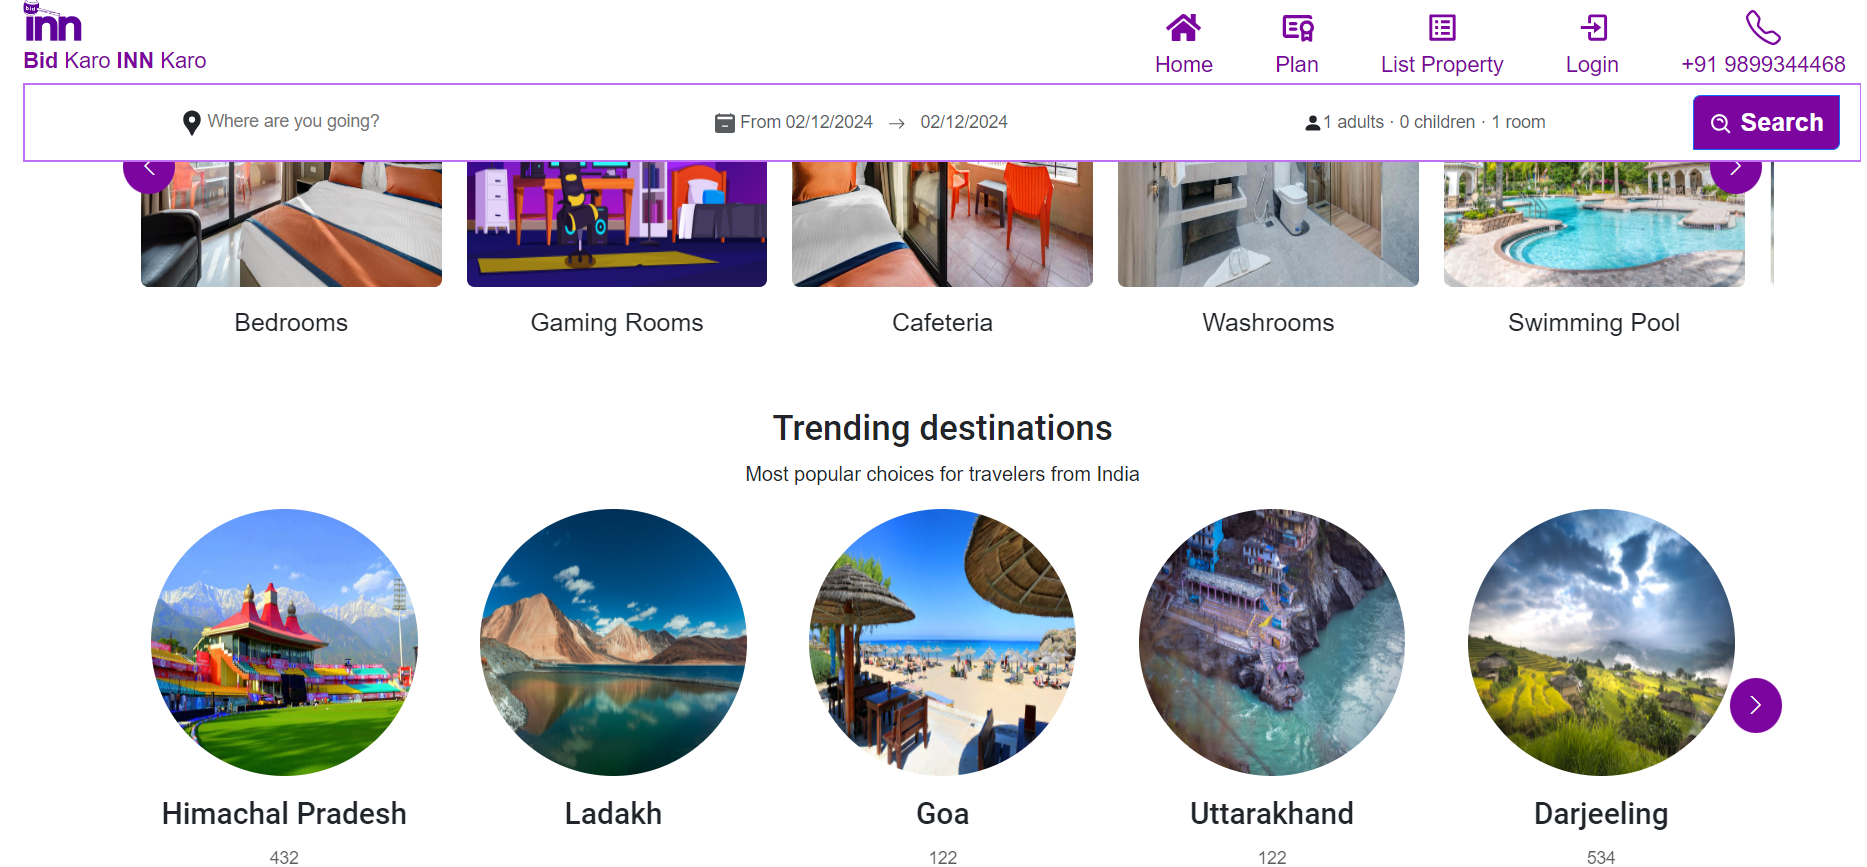 bid
inn
Bid Karo INN Karo
Home
Plan
List Property
Login
+91 9899344468
Where are you going?
From 02/12/2024 → 02/12/2024
1 adults · 0 children · 1 room
Search
Bedrooms
Gaming Rooms
Cafeteria
Washrooms
Swimming Pool
Trending destinations
Most popular choices for travelers from India
Himachal Pradesh
Ladakh
Goa
Uttarakhand
Darjeeling
432
122
122
534